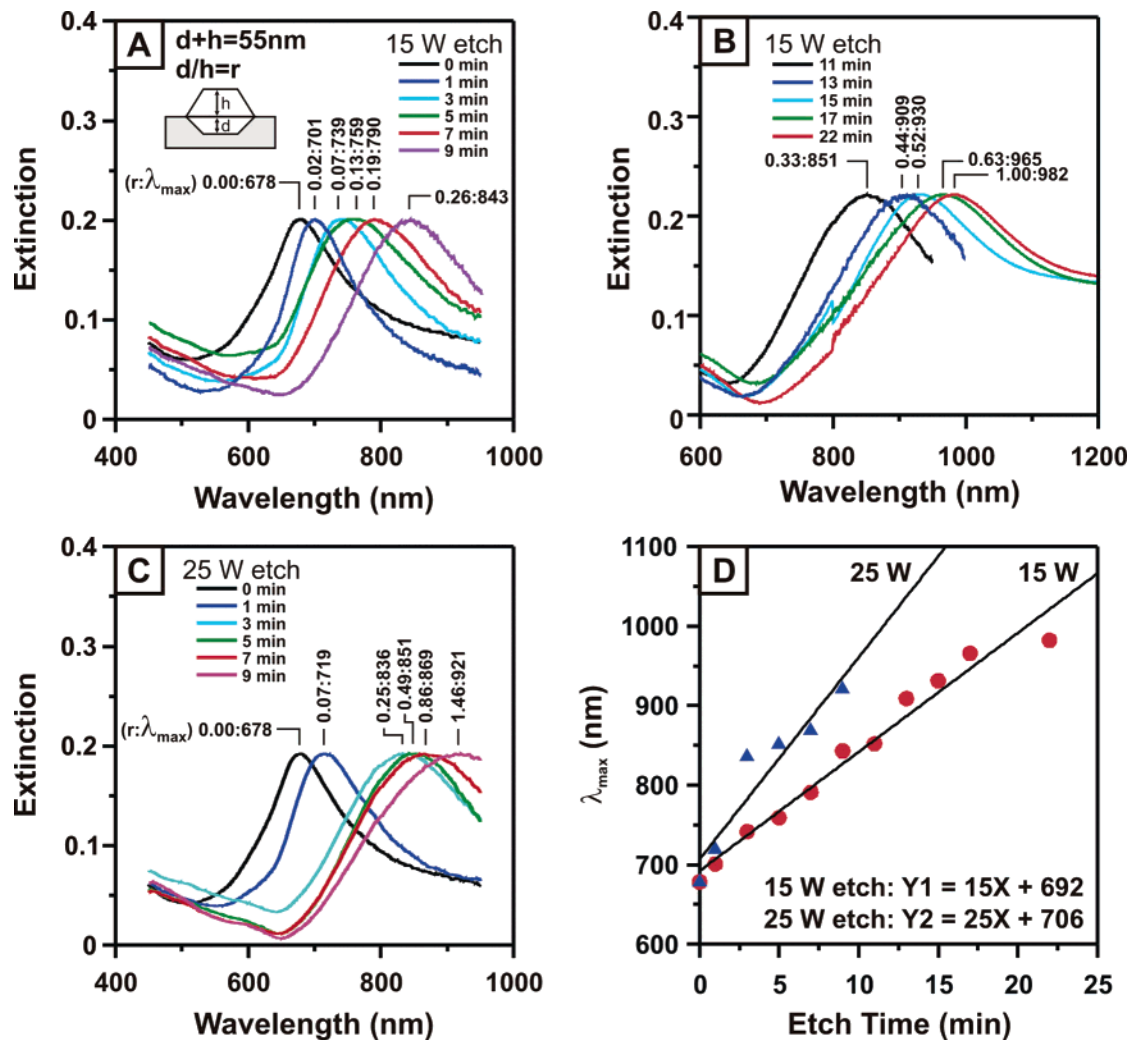 A
d+h=55nm
d/h=r
h
d
15 W etch
0 min
1 min
3 min
5 min
7 min
9 min
(r:λmax) 0.00:678
0.02:701
0.07:739
0.13:759
0.19:790
0.26:843
Extinction
0.4
0.3
0.2
0.1
0
400
600
800
1000
Wavelength (nm)
B
15 W etch
11 min
13 min
15 min
17 min
22 min
0.33:851
0.44:909
0.52:930
0.63:965
1.00:982
Extinction
0.4
0.3
0.2
0.1
0
600
800
1000
1200
Wavelength (nm)
C
25 W etch
0 min
1 min
3 min
5 min
7 min
9 min
(r:λmax) 0.00:678
0.07:719
0.25:836
0.49:851
0.86:869
1.46:921
Extinction
0.4
0.3
0.2
0.1
0
400
600
800
1000
Wavelength (nm)
D
25 W
15 W
15 W etch: Y1 = 15X + 692
25 W etch: Y2 = 25X + 706
λmax (nm)
1100
1000
900
800
700
600
0
5
10
15
20
25
Etch Time (min)